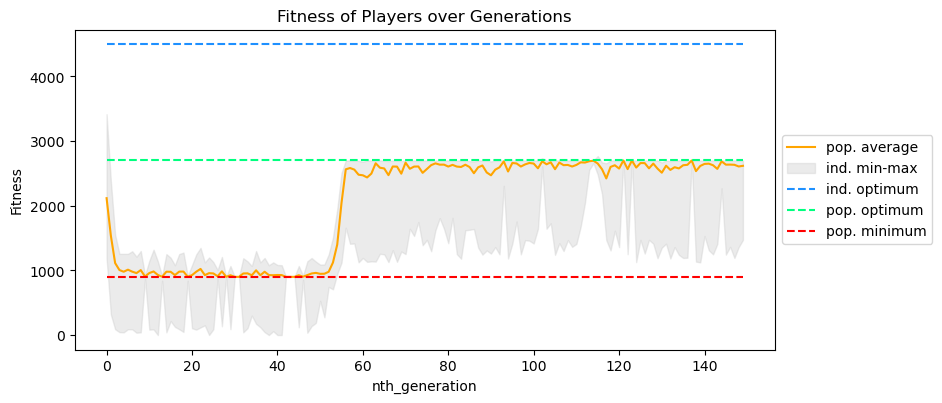 Fitness of Players over Generations
Fitness
4000
3000
2000
1000
0
0 20 40 60 80 100 120 140
nth_generation
pop. average
ind. min-max
ind. optimum
pop. optimum
pop. minimum